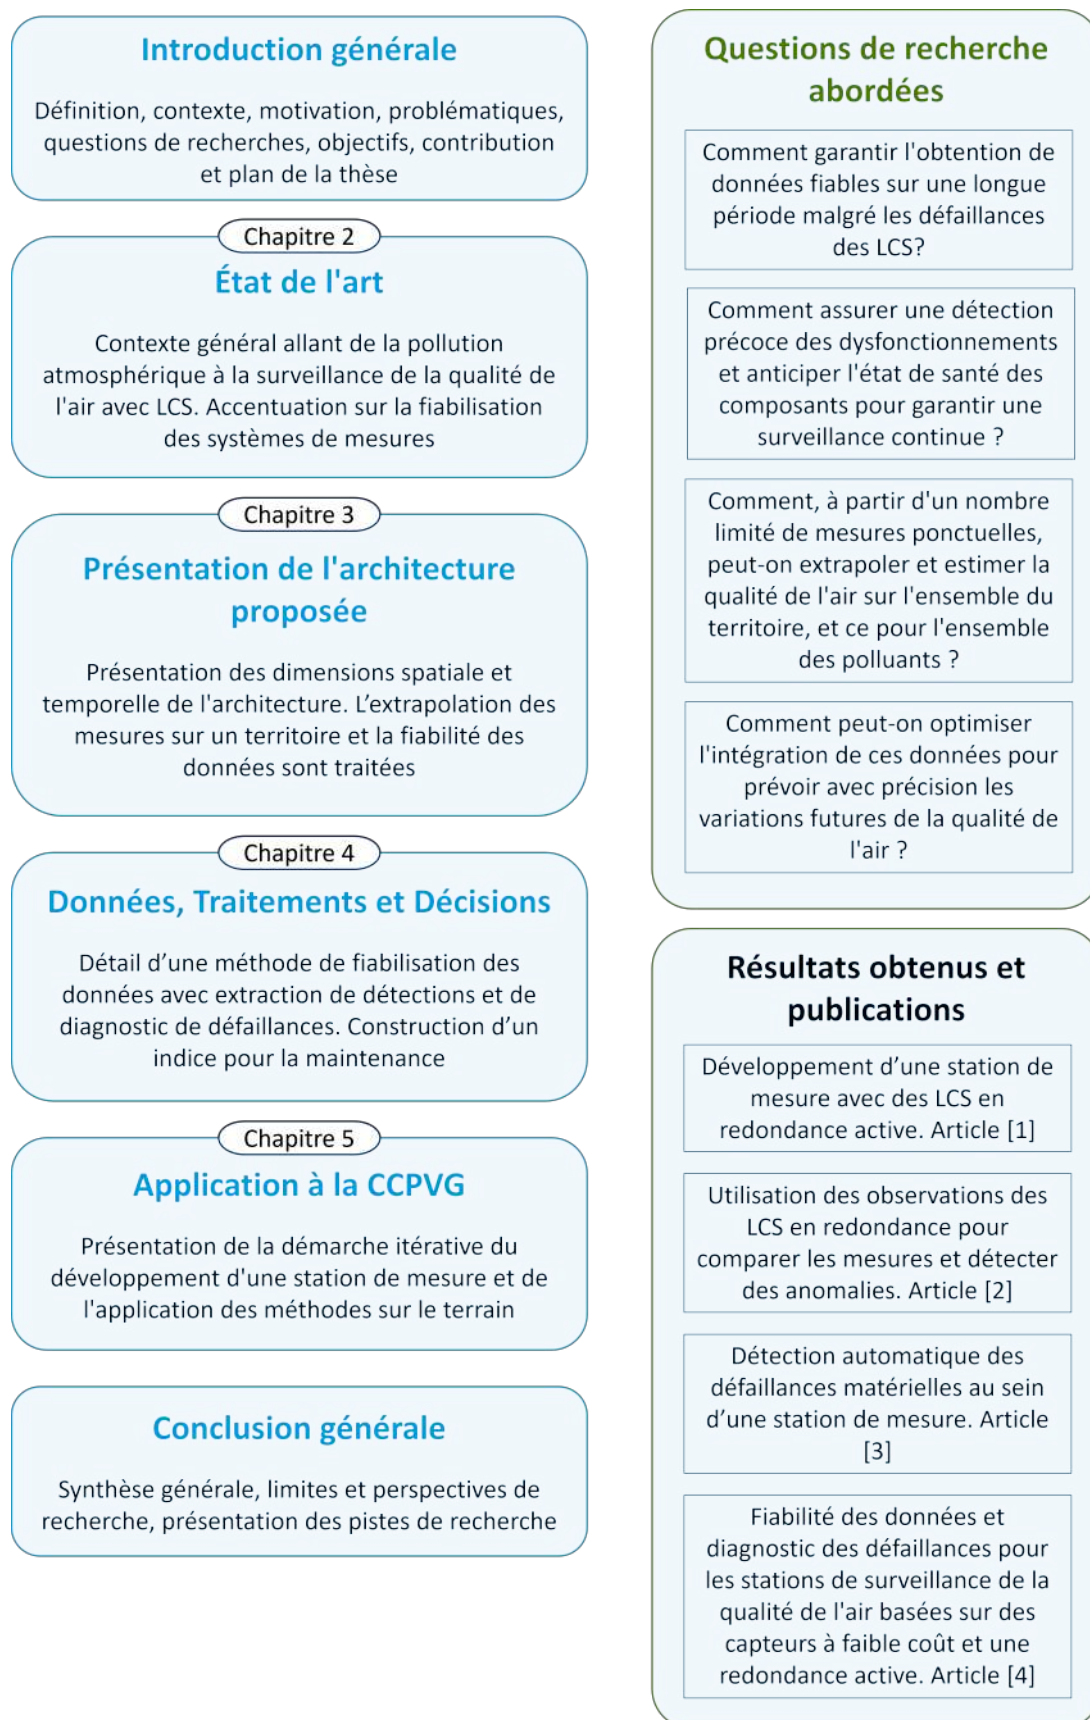 Introduction générale
Définition, contexte, motivation, problématiques,
questions de recherches, objectifs, contribution
et plan de la thèse
Chapitre 2
État de l'art
Contexte général allant de la pollution
atmosphérique à la surveillance de la qualité de
l'air avec LCS. Accentuation sur la fiabilisation
des systèmes de mesures
Chapitre 3
Présentation de l'architecture
proposée
Présentation des dimensions spatiale et
temporelle de l'architecture. L’extrapolation des
mesures sur un territoire et la fiabilité des
données sont traitées
Chapitre 4
Données, Traitements et Décisions
Détail d’une méthode de fiabilisation des
données avec extraction de détections et de
diagnostic de défaillances. Construction d’un
indice pour la maintenance
Chapitre 5
Application à la CCPVG
Présentation de la démarche itérative du
développement d'une station de mesure et de
l'application des méthodes sur le terrain
Conclusion générale
Synthèse générale, limites et perspectives de
recherche, présentation des pistes de recherche
Questions de recherche
abordées
Comment garantir l'obtention de
données fiables sur une longue
période malgré les défaillances
des LCS?
Comment assurer une détection
précoce des dysfonctionnements
et anticiper l'état de santé des
composants pour garantir une
surveillance continue ?
Comment, à partir d'un nombre
limité de mesures ponctuelles,
peut-on extrapoler et estimer la
qualité de l'air sur l'ensemble du
territoire, et ce pour l'ensemble
des polluants ?
Comment peut-on optimiser
l'intégration de ces données pour
prévoir avec précision les
variations futures de la qualité de
l'air ?
Résultats obtenus et
publications
Développement d’une station de
mesure avec des LCS en
redondance active. Article [1]
Utilisation des observations des
LCS en redondance pour
comparer les mesures et détecter
des anomalies. Article [2]
Détection automatique des
défaillances matérielles au sein
d’une station de mesure. Article
[3]
Fiabilité des données et
diagnostic des défaillances pour
les stations de surveillance de la
qualité de l'air basées sur des
capteurs à faible coût et une
redondance active. Article [4]